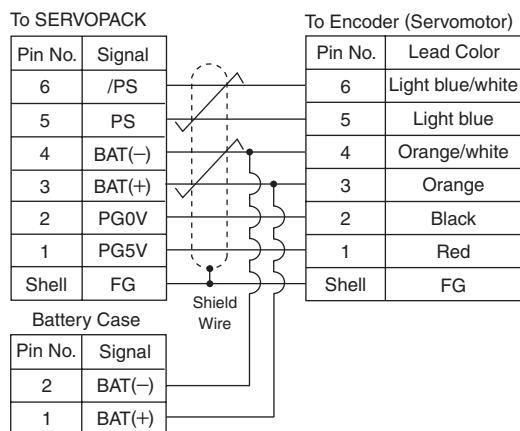 To SERVOPACK
Pin No. Signal
6 /PS
5 PS
4 BAT(−)
3 BAT(+)
2 PG0V
1 PG5V
Shell FG
To Encoder (Servomotor)
Pin No. Lead Color
6 Light blue/white
5 Light blue
4 Orange/white
3 Orange
2 Black
1 Red
Shell FG
Shield
Wire
Battery Case
Pin No. Signal
2 BAT(−)
1 BAT(+)